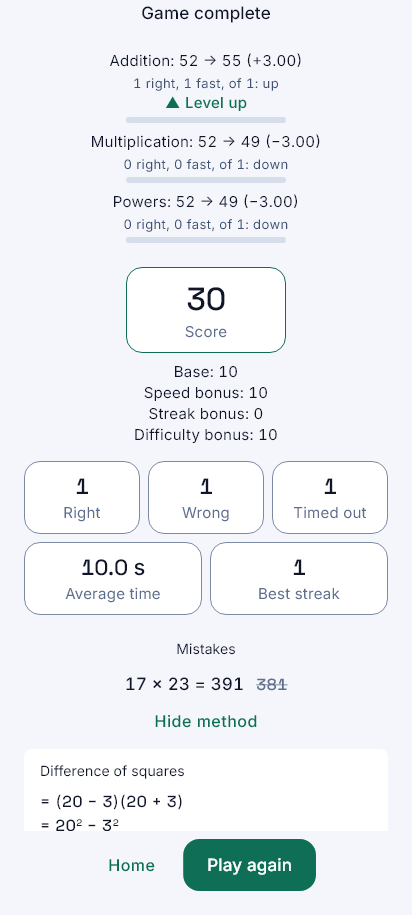 Game complete
Addition: 52 → 55 (+3.00)
1 right, 1 fast, of 1: up
▲ Level up
Multiplication: 52 → 49 (−3.00)
0 right, 0 fast, of 1: down
Powers: 52 → 49 (−3.00)
0 right, 0 fast, of 1: down
30
Score
Base: 10
Speed bonus: 10
Streak bonus: 0
Difficulty bonus: 10
1
Right
1
Wrong
1
Timed out
10.0 s
Average time
1
Best streak
Mistakes
17 × 23 = 391 381
Hide method
Difference of squares
= (20 − 3)(20 + 3)
= 20² − 3²
Home
Play again